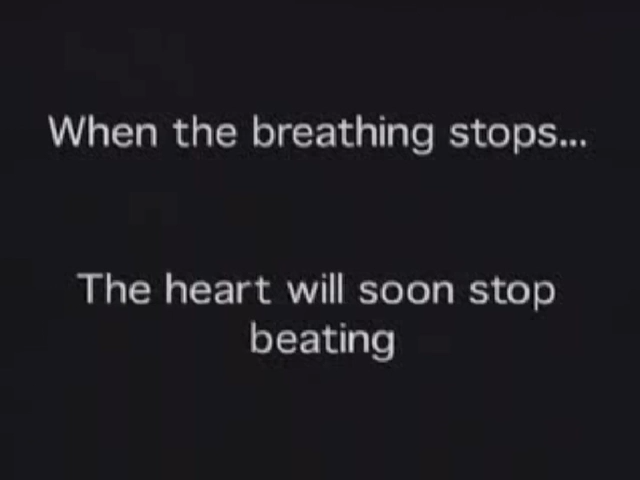 When the breathing stops...
The heart will soon stop
beating